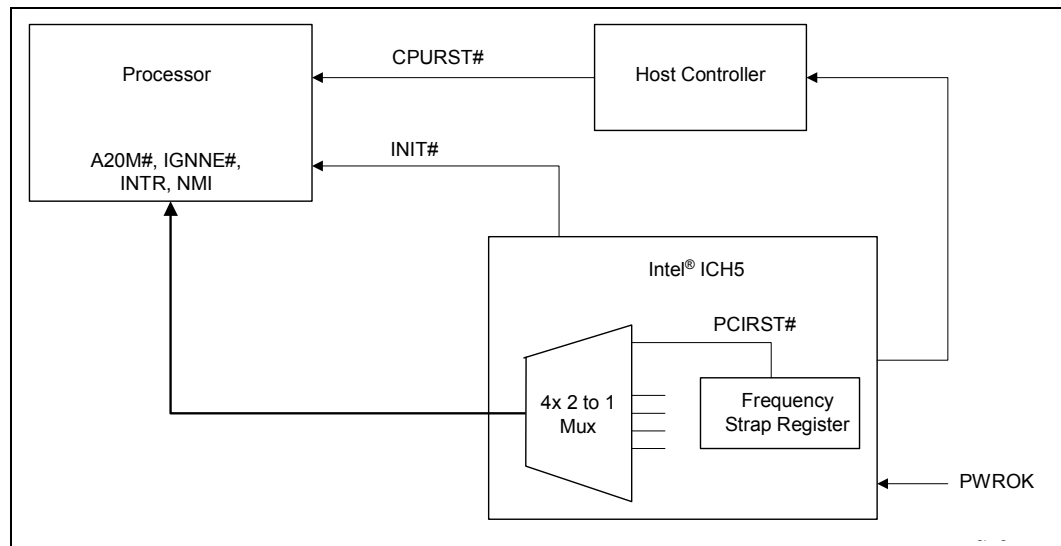 Processor
CPURST#
Host Controller
A20M#, IGNNE#,
INTR, NMI
INIT#
Intel® ICH5
PCIRST#
4x 2 to 1
Mux
Frequency
Strap Register
PWROK